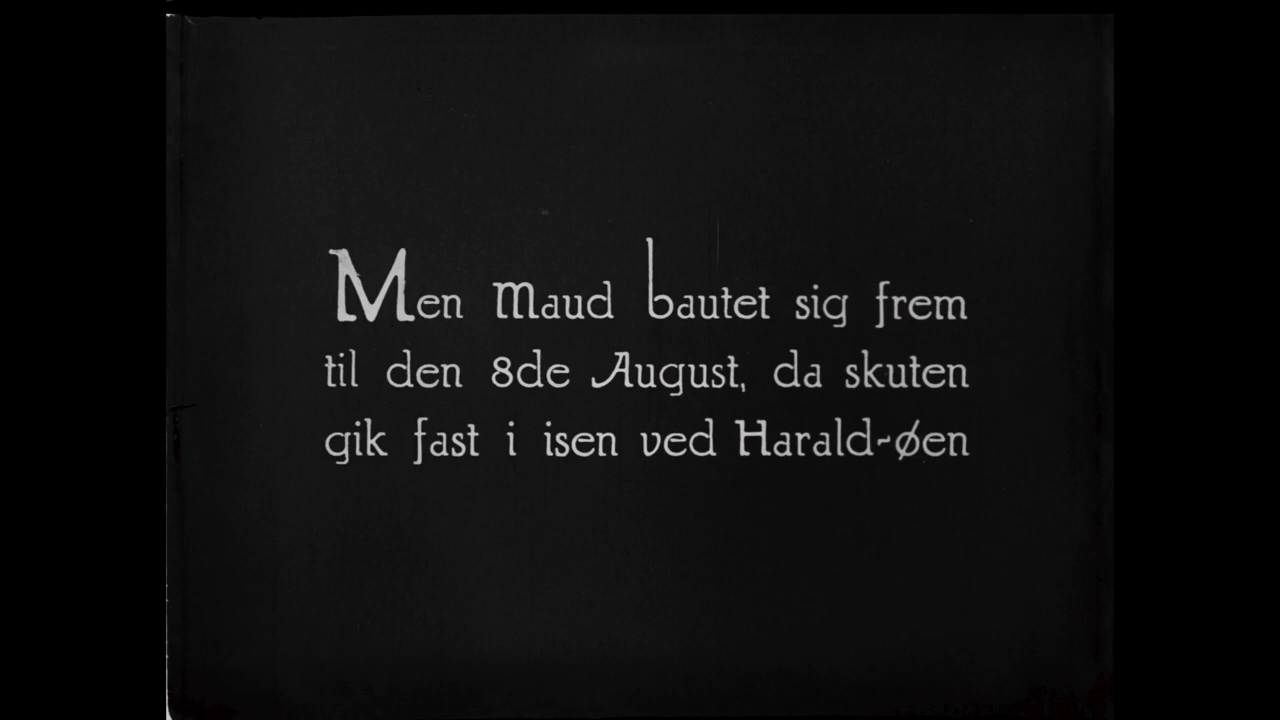 Men Maud bautet sig frem
til den 8de August, da skuten
gik fast i isen ved Harald-øen